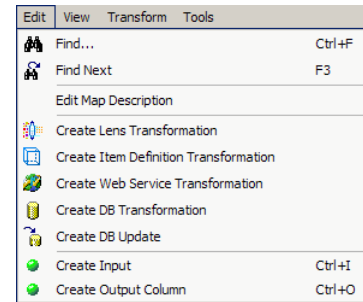 Edit View Transform Tools
Find... Ctrl+F
Find Next F3
Edit Map Description
Create Lens Transformation
Create Item Definition Transformation
Create Web Service Transformation
Create DB Transformation
Create DB Update
Create Input Ctrl+I
Create Output Column Ctrl+O